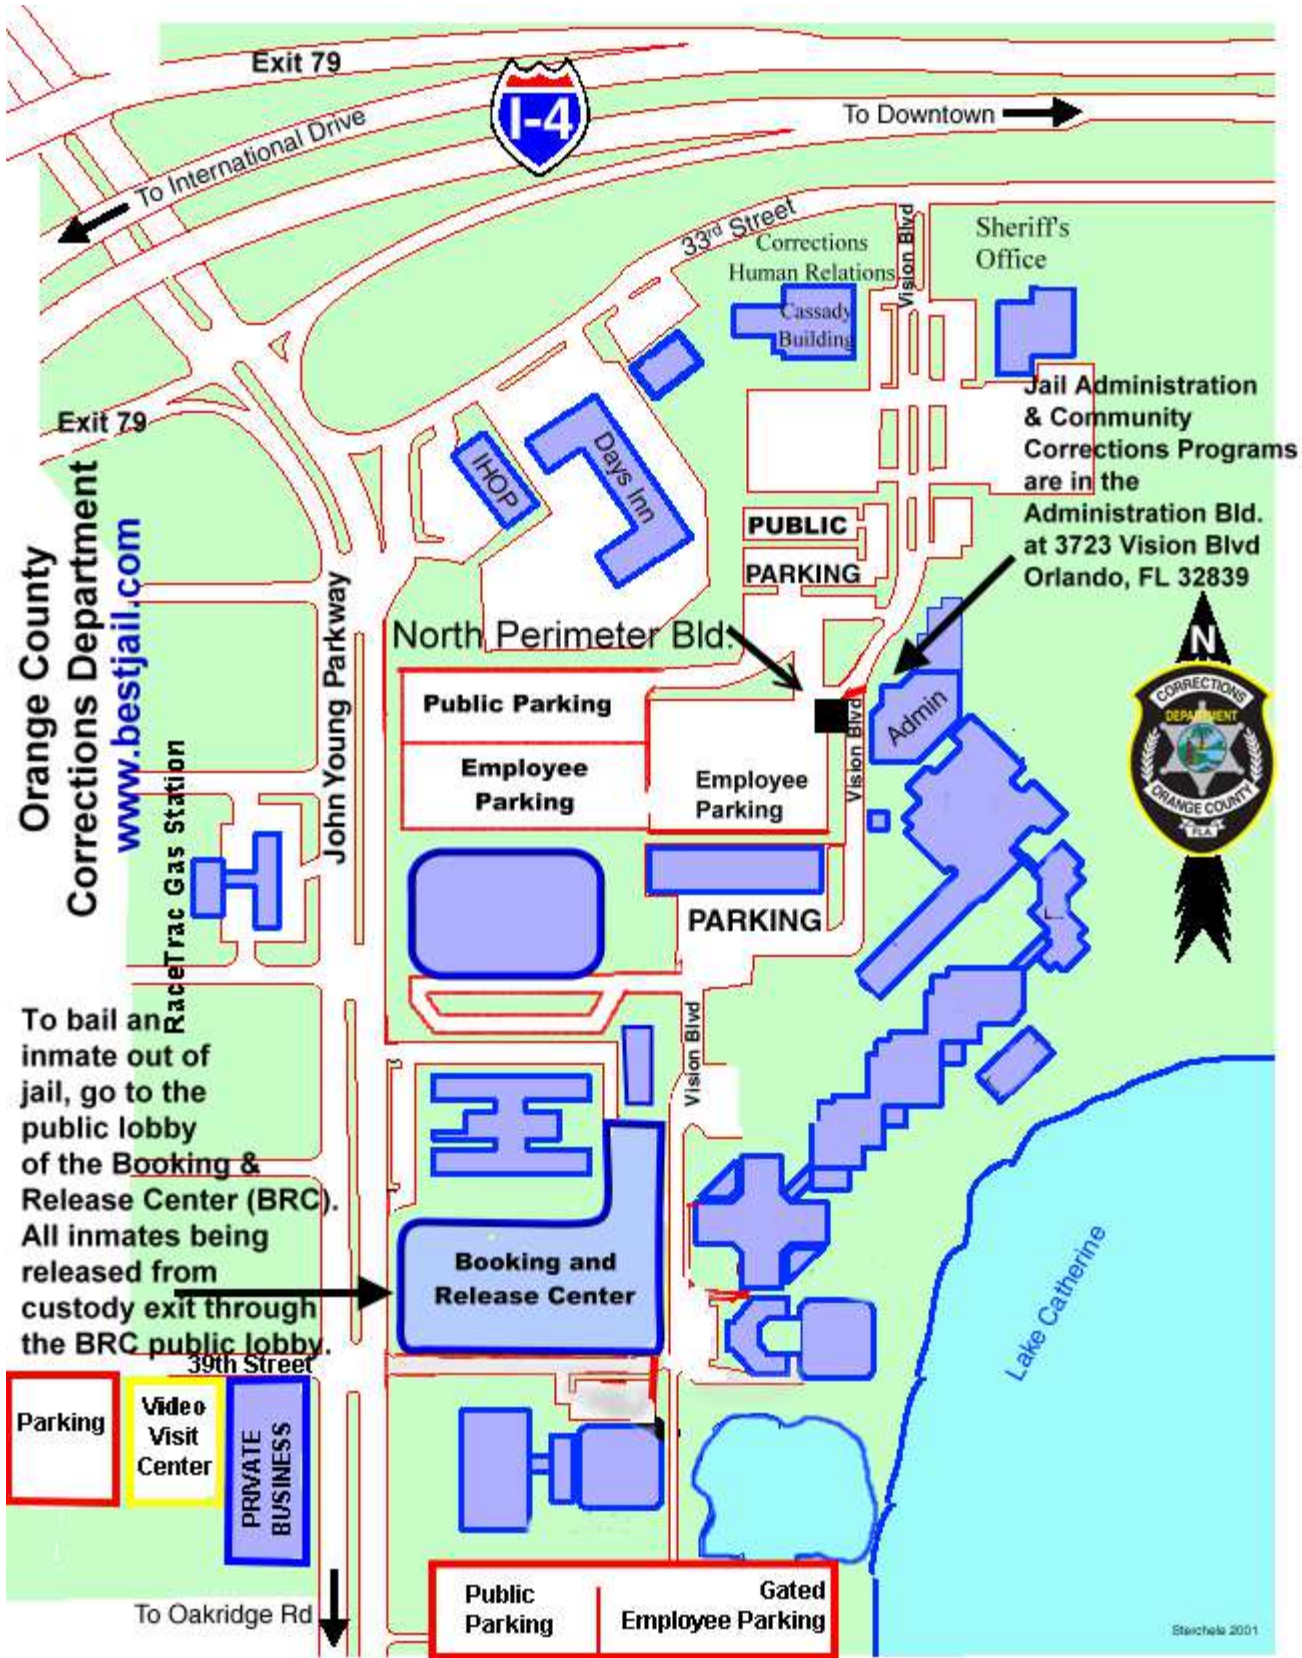 Exit 79
I-4
To Downtown
To International Drive
33rd Street
Vision Blvd
Corrections
Human Relations
Cassady
Building
Sheriff's
Office
Exit 79
IHOP
Days Inn
Jail Administration
& Community
Corrections Programs
are in the
Administration Bld.
at 3723 Vision Blvd
Orlando, FL 32839
PUBLIC
PARKING
North Perimeter Bld.
Orange County
Corrections Department
www.bestjail.com
John Young Parkway
RaceTrac Gas Station
Public Parking
Employee
Parking
Employee
Parking
Vision Blvd
Admin
N
CORRECTIONS
DEPARTMENT
ORANGE COUNTY
FLA.
PARKING
Vision Blvd
To bail an
inmate out of
jail, go to the
public lobby
of the Booking &
Release Center (BRC).
All inmates being
released from
custody exit through
the BRC public lobby.
Booking and
Release Center
Lake Catherine
39th Street
Parking
Video
Visit
Center
PRIVATE
BUSINESS
To Oakridge Rd
Public
Parking
Gated
Employee Parking
Sterchele 2001